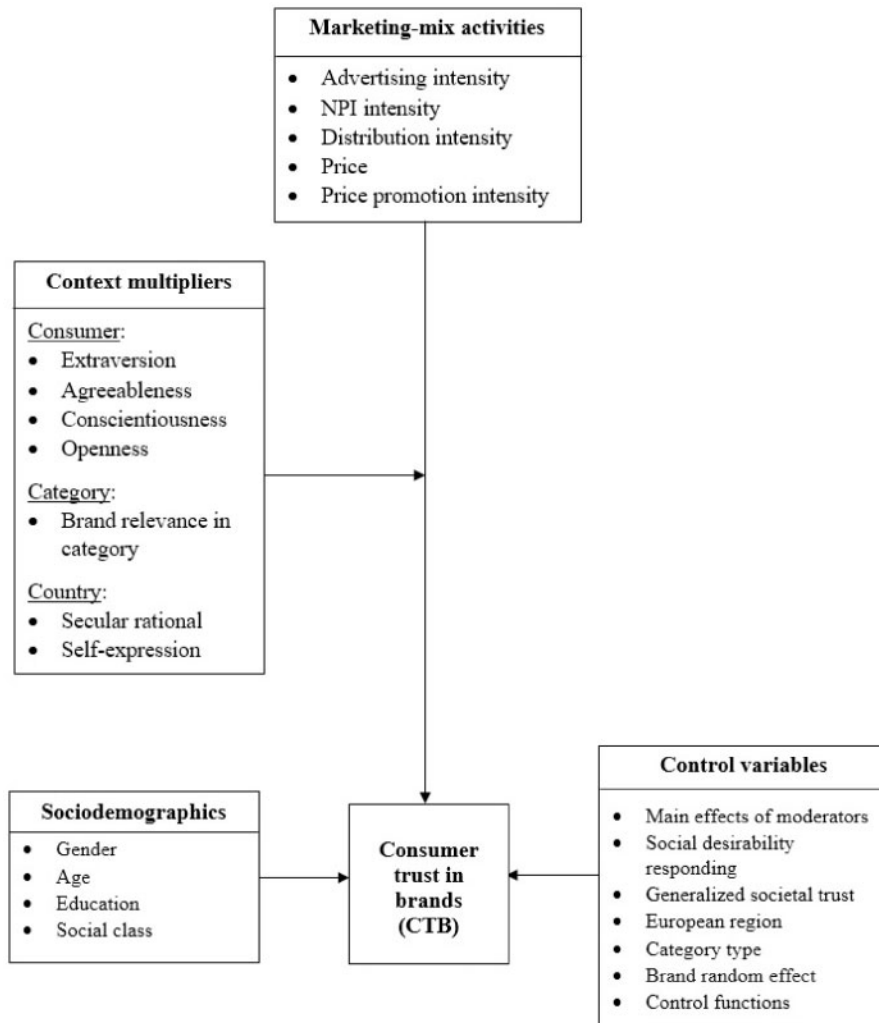 Marketing-mix activities
• Advertising intensity
• NPI intensity
• Distribution intensity
• Price
• Price promotion intensity
Context multipliers
Consumer:
• Extraversion
• Agreeableness
• Conscientiousness
• Openness
Category:
• Brand relevance in
category
Country:
• Secular rational
• Self-expression
Sociodemographics
• Gender
• Age
• Education
• Social class
Consumer
trust in
brands
(CTB)
Control variables
• Main effects of moderators
• Social desirability
responding
• Generalized societal trust
• European region
• Category type
• Brand random effect
• Control functions